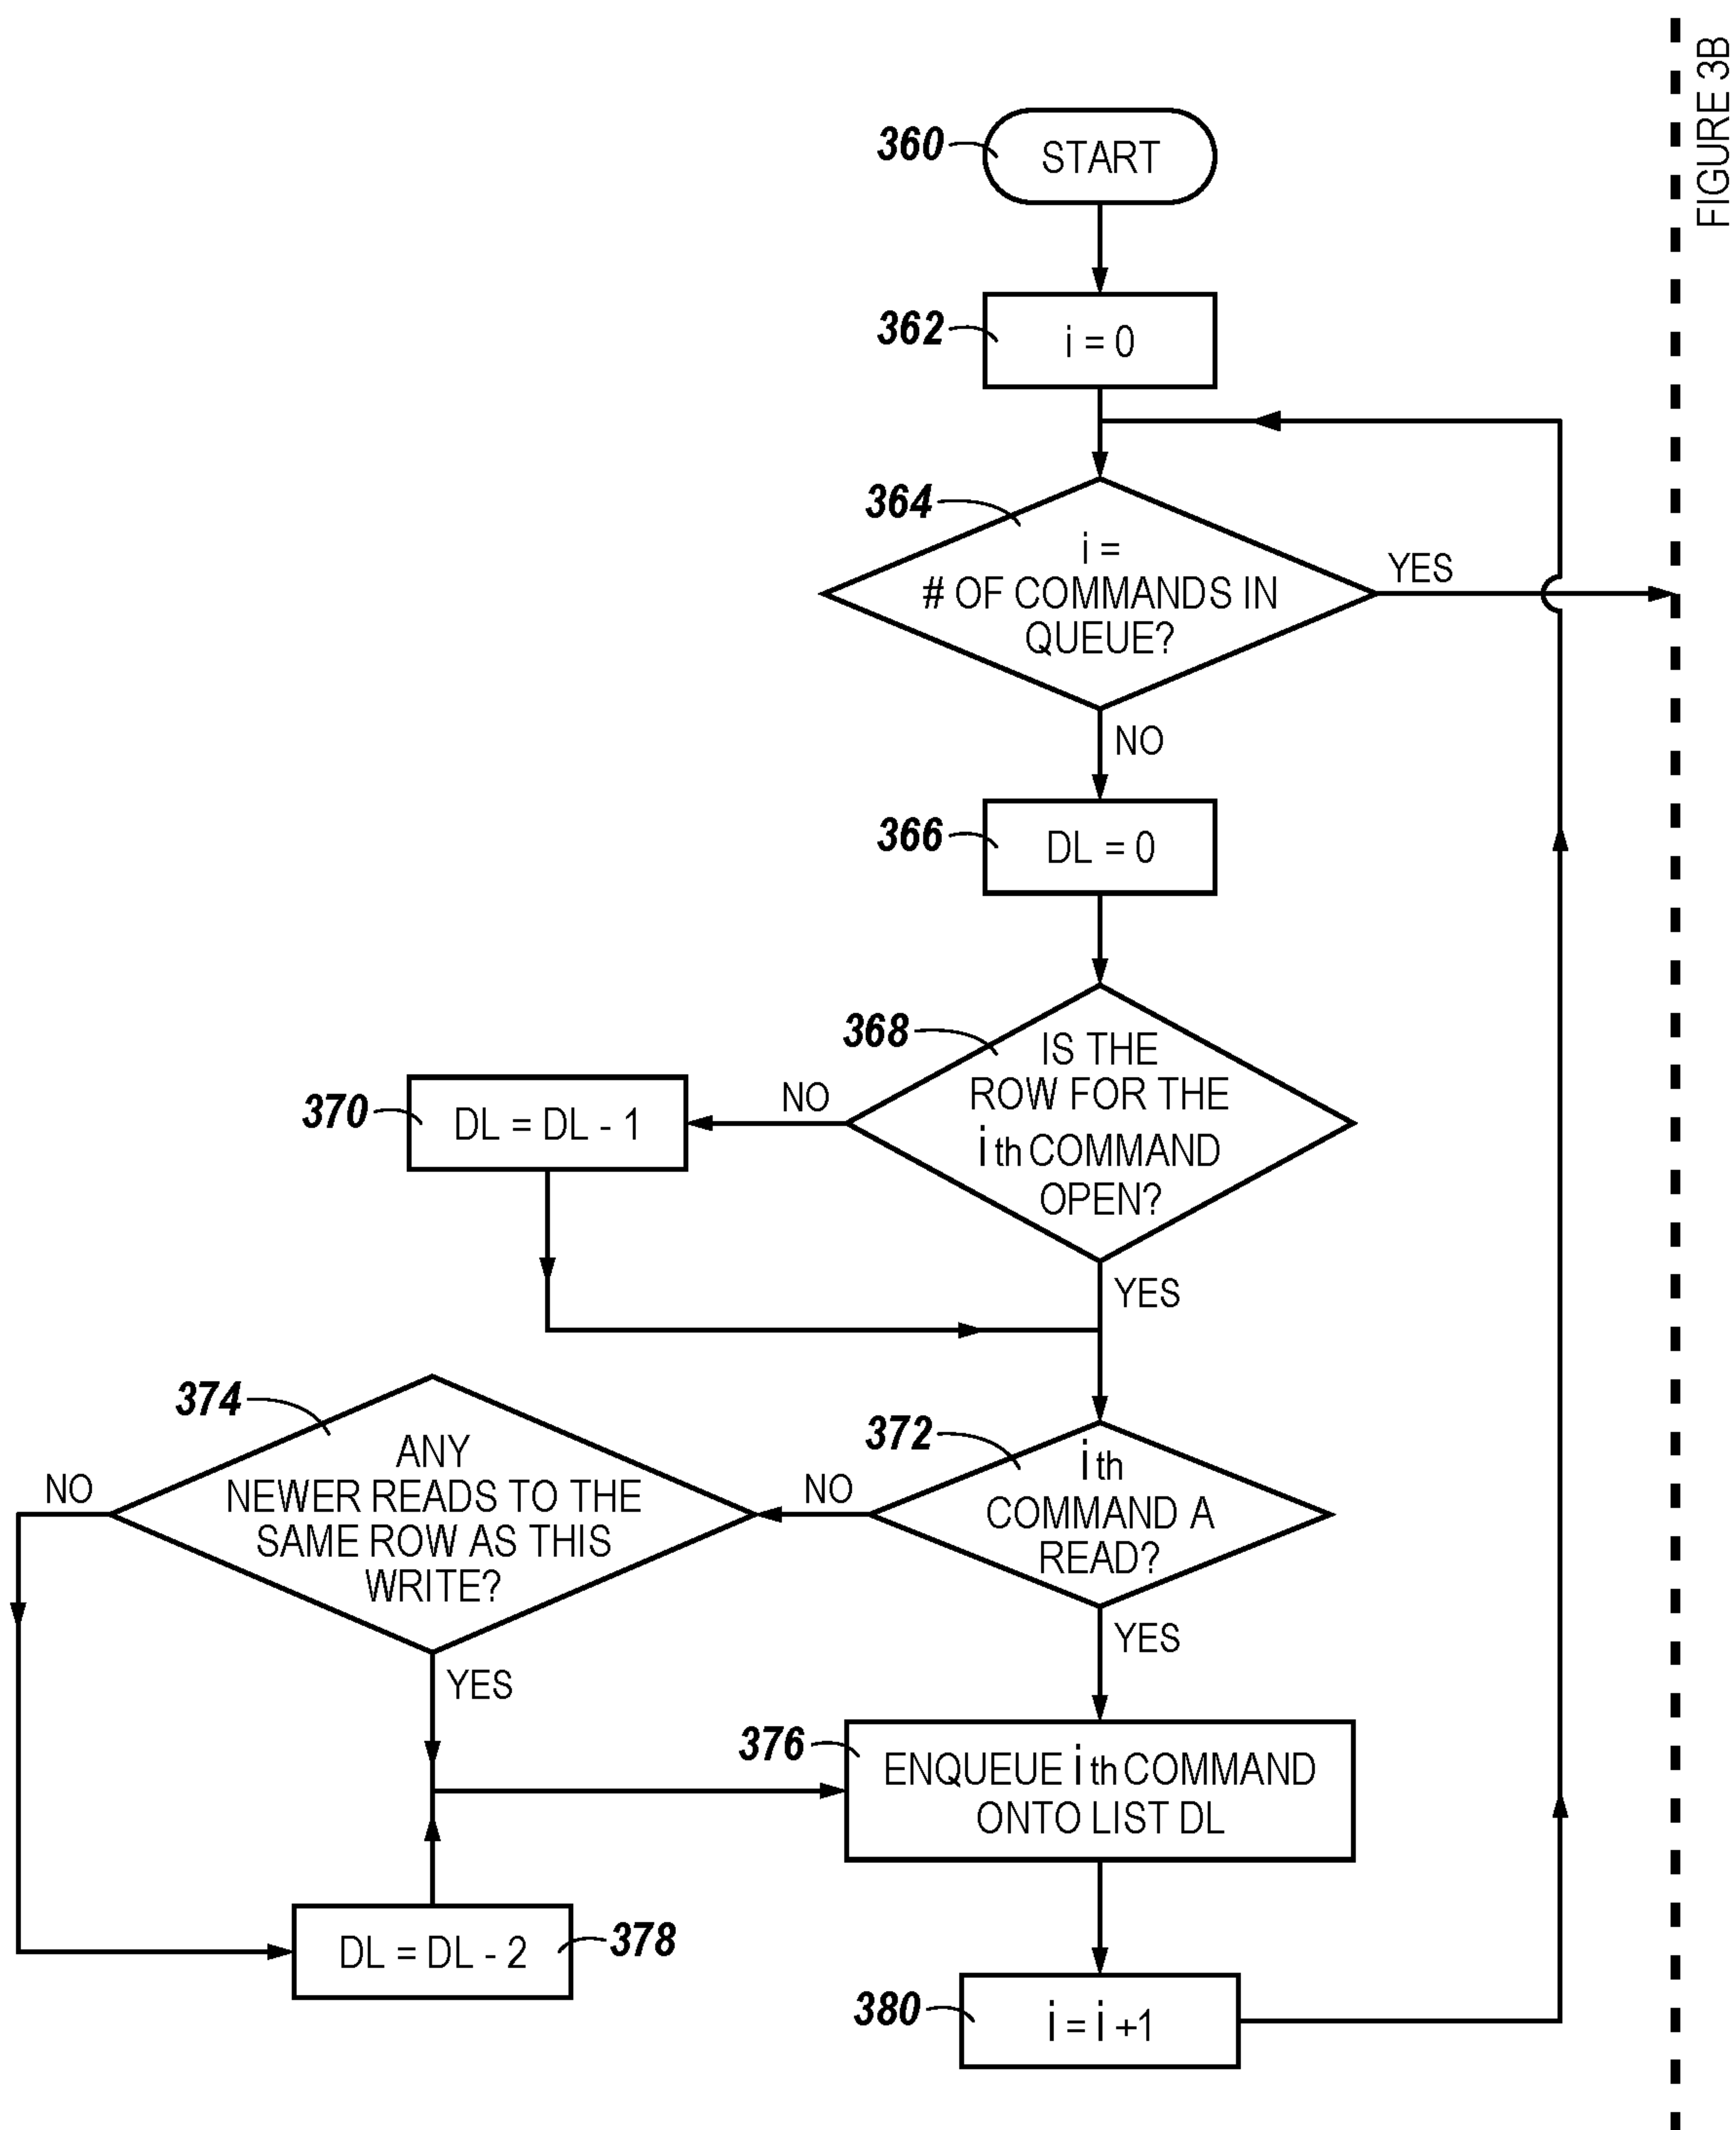 FIGURE 3B
360
START
362
i = 0
364
i =
# OF COMMANDS IN
QUEUE?
YES
NO
366
DL = 0
368
IS THE
ROW FOR THE
i th COMMAND
OPEN?
NO
370
DL = DL - 1
YES
374
ANY
NEWER READS TO THE
SAME ROW AS THIS
WRITE?
NO
372
i th
COMMAND A
READ?
NO
YES
YES
376
ENQUEUE i th COMMAND
ONTO LIST DL
DL = DL - 2
378
380
i = i +1